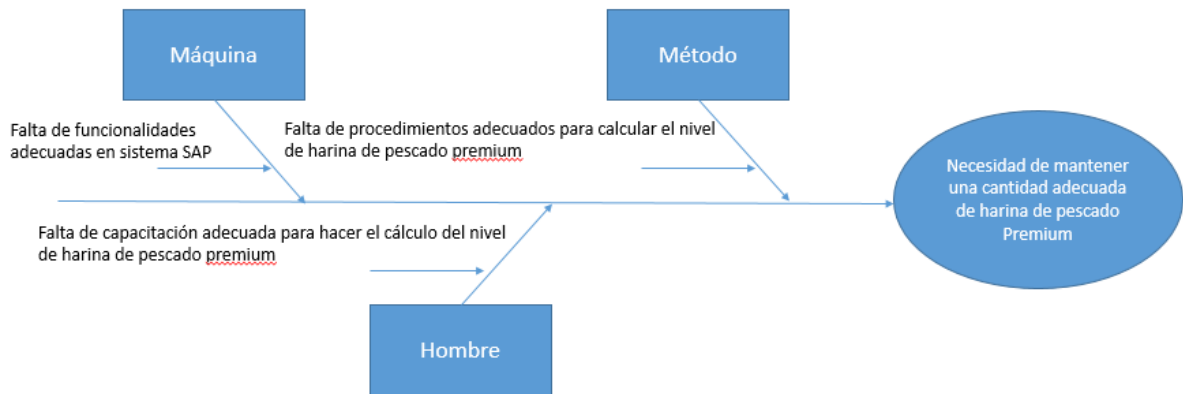 Máquina
Método
Falta de funcionalidades
adecuadas en sistema SAP
Falta de procedimientos adecuados para calcular el nivel
de harina de pescado premium
Necesidad de mantener
una cantidad adecuada
de harina de pescado
Premium
Falta de capacitación adecuada para hacer el cálculo del nivel
de harina de pescado premium
Hombre